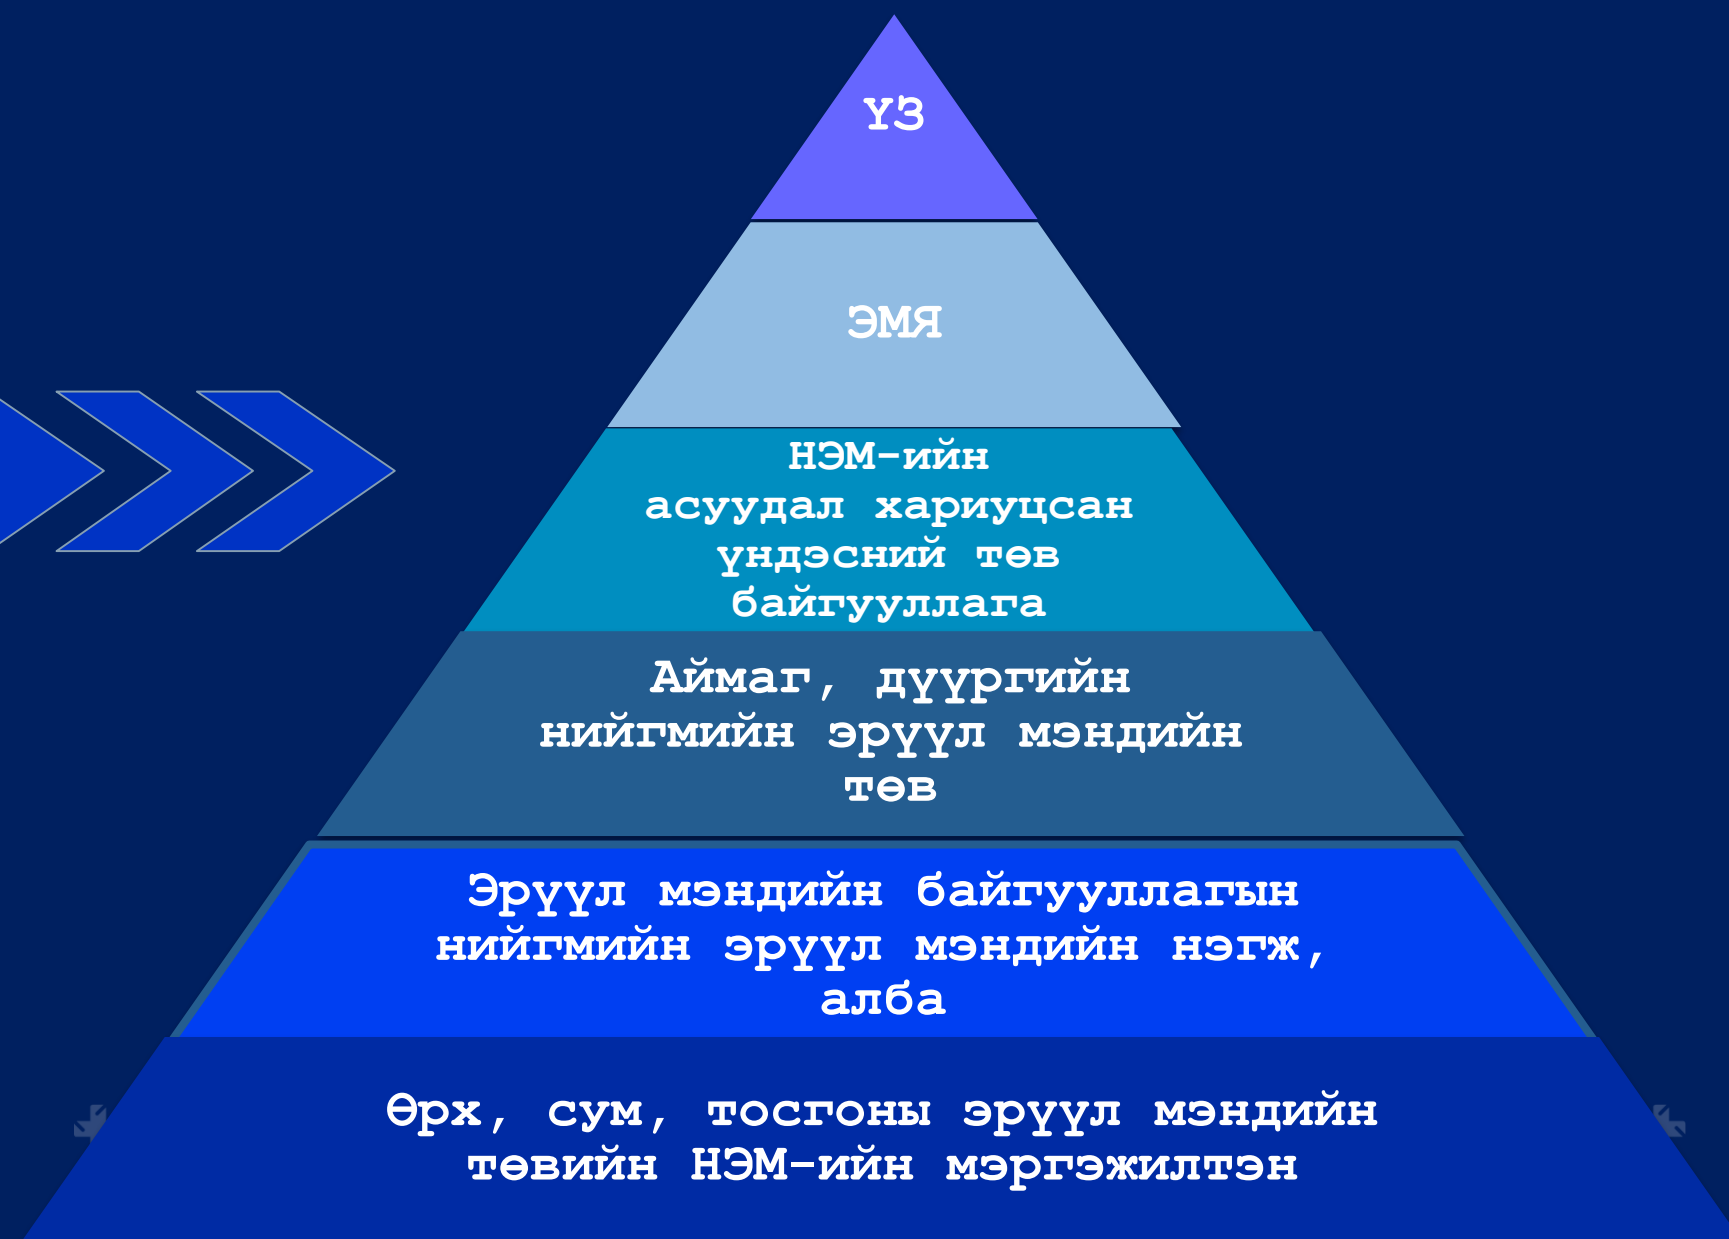 ҮЗ
ЭМЯ
НЭМ-ийн
асуудал хариуцсан
үндэсний төв
байгууллага
Аймаг, дүүргийн
нийгмийн эрүүл мэндийн
төв
Эрүүл мэндийн байгууллагын
нийгмийн эрүүл мэндийн нэгж,
алба
Өрх, сум, тосгоны эрүүл мэндийн
төвийн НЭМ-ийн мэргэжилтэн